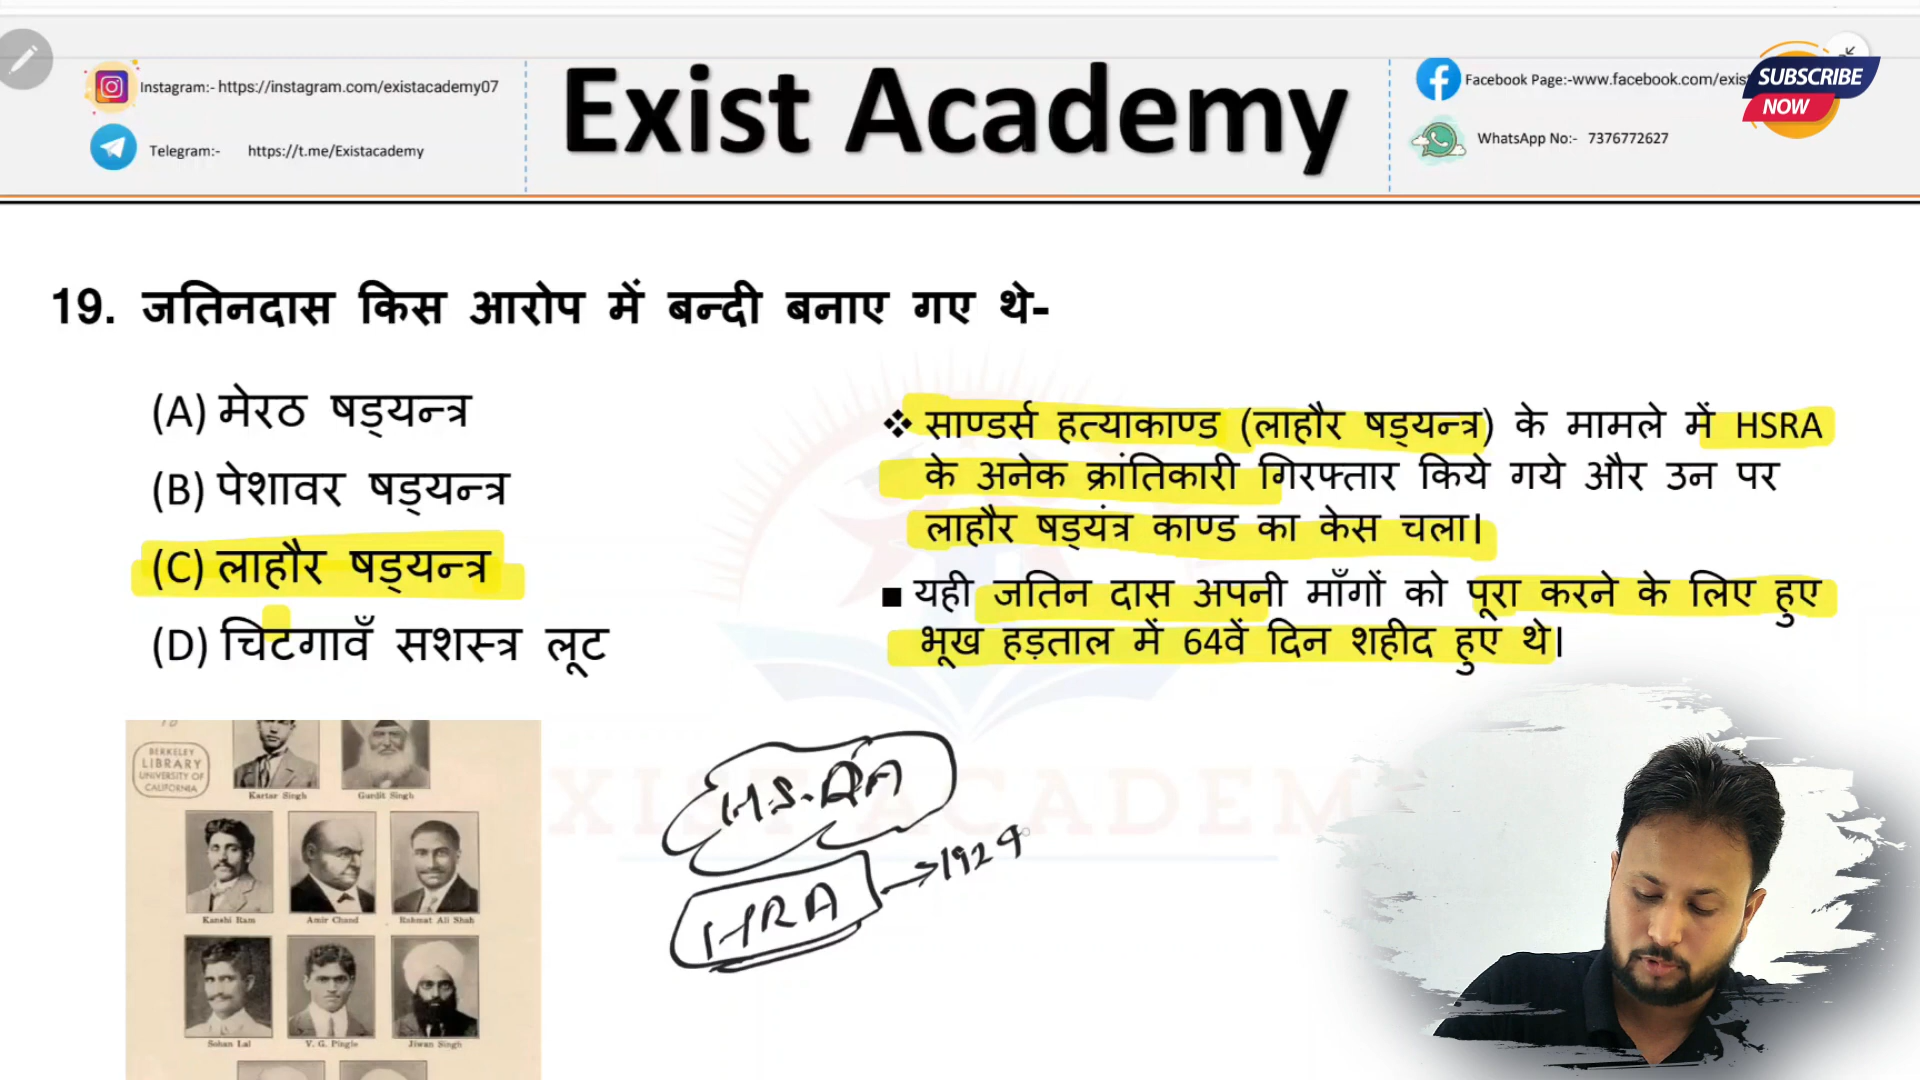 Instagram:- https://instagram.com/existacademy07
Telegram:- https://t.me/Existacademy
Exist Academy
Facebook Page:-www.facebook.com/exis
WhatsApp No:- 7376772627
SUBSCRIBE
NOW
19. जतिनदास किस आरोप में बन्दी बनाए गए थे-
(A) मेरठ षड्यन्त्र
(B) पेशावर षड्यन्त्र
(C) लाहौर षड्यन्त्र
(D) चिटगावँ सशस्त्र लूट
❖ साण्डर्स हत्याकाण्ड (लाहौर षड्यन्त्र) के मामले में HSRA
के अनेक क्रांतिकारी गिरफ्तार किये गये और उन पर
लाहौर षड्यंत्र काण्ड का केस चला।
■ यही जतिन दास अपनी माँगों को पूरा करने के लिए हुए
भूख हड़ताल में 64वें दिन शहीद हुए थे।
BERKELEY
LIBRARY
UNIVERSITY OF
CALIFORNIA
Kartar Singh
Gurdit Singh
Kanshi Ram
Amir Chand
Rahmat Ali Shah
Sohan Lal
V. G. Pingle
Jiwan Singh
EXIST ACADEM
H.S.RA
HRA → 1924